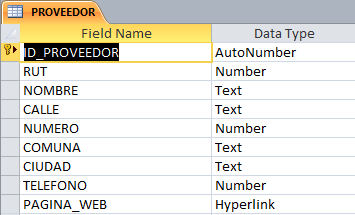 PROVEEDOR
Field Name Data Type
ID_PROVEEDOR AutoNumber
RUT Number
NOMBRE Text
CALLE Text
NUMERO Number
COMUNA Text
CIUDAD Text
TELEFONO Number
PAGINA_WEB Hyperlink